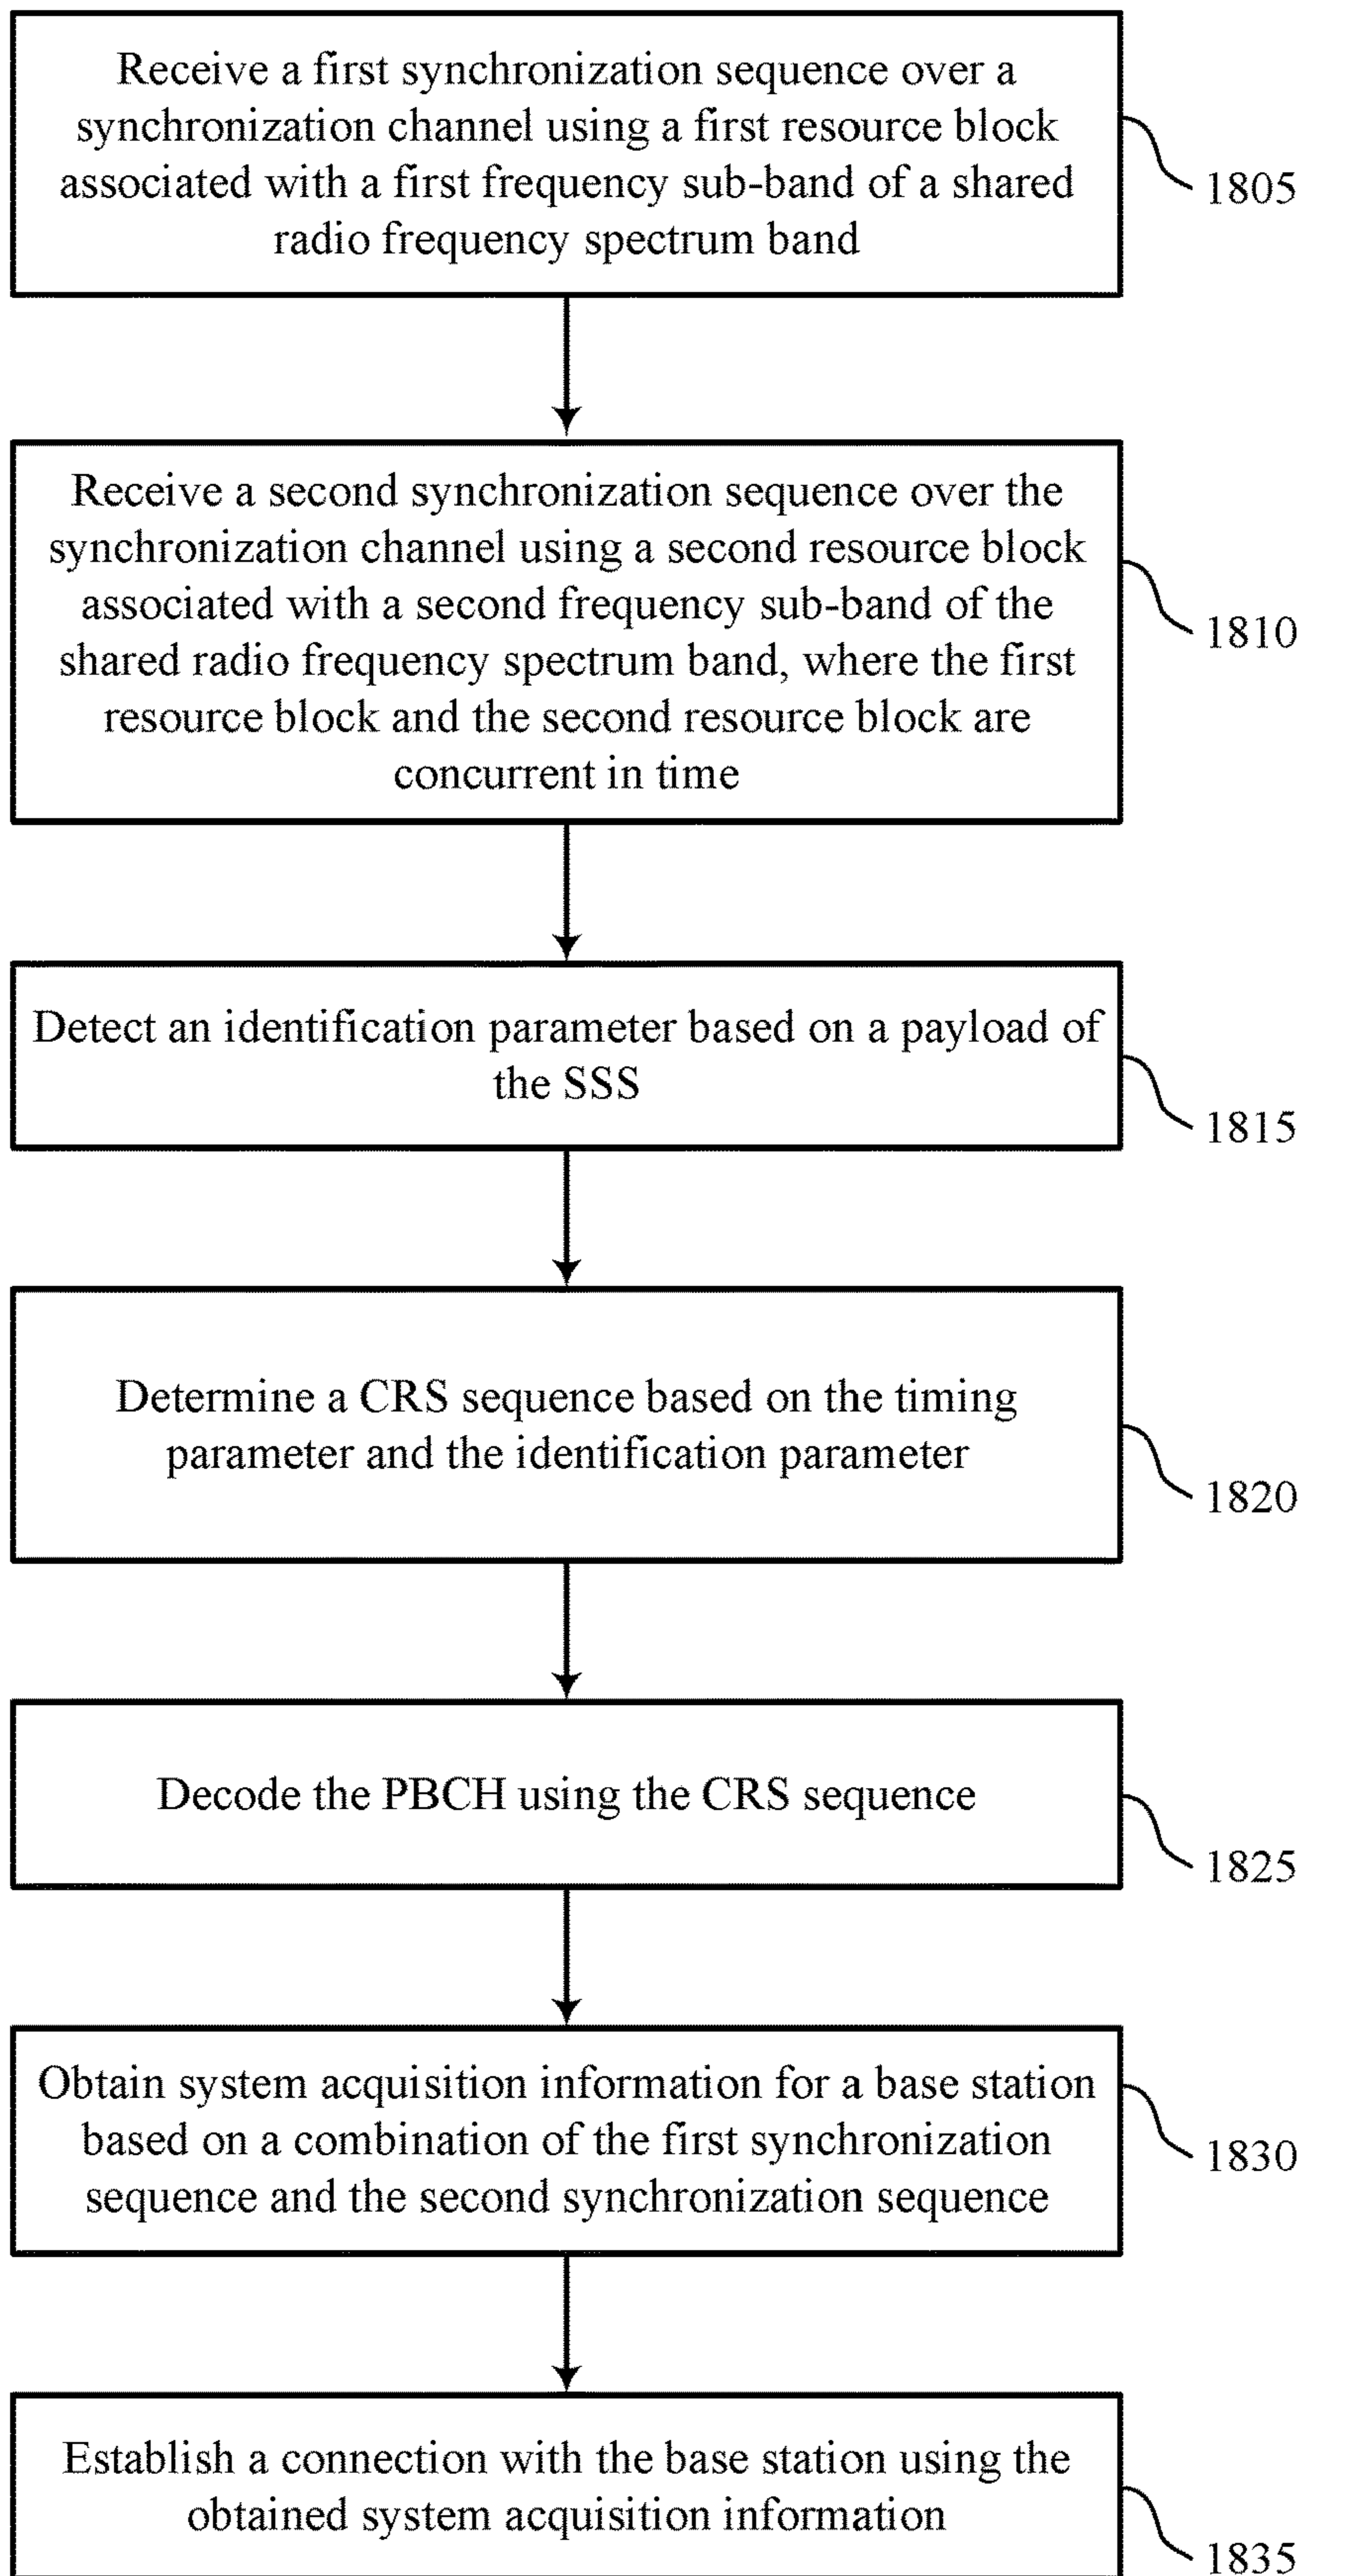 Receive a first synchronization sequence over a
synchronization channel using a first resource block
associated with a first frequency sub-band of a shared
radio frequency spectrum band
1805
Receive a second synchronization sequence over the
synchronization channel using a second resource block
associated with a second frequency sub-band of the
shared radio frequency spectrum band, where the first
resource block and the second resource block are
concurrent in time
1810
Detect an identification parameter based on a payload of
the SSS
1815
Determine a CRS sequence based on the timing
parameter and the identification parameter
1820
Decode the PBCH using the CRS sequence
1825
Obtain system acquisition information for a base station
based on a combination of the first synchronization
sequence and the second synchronization sequence
1830
Establish a connection with the base station using the
obtained system acquisition information
1835